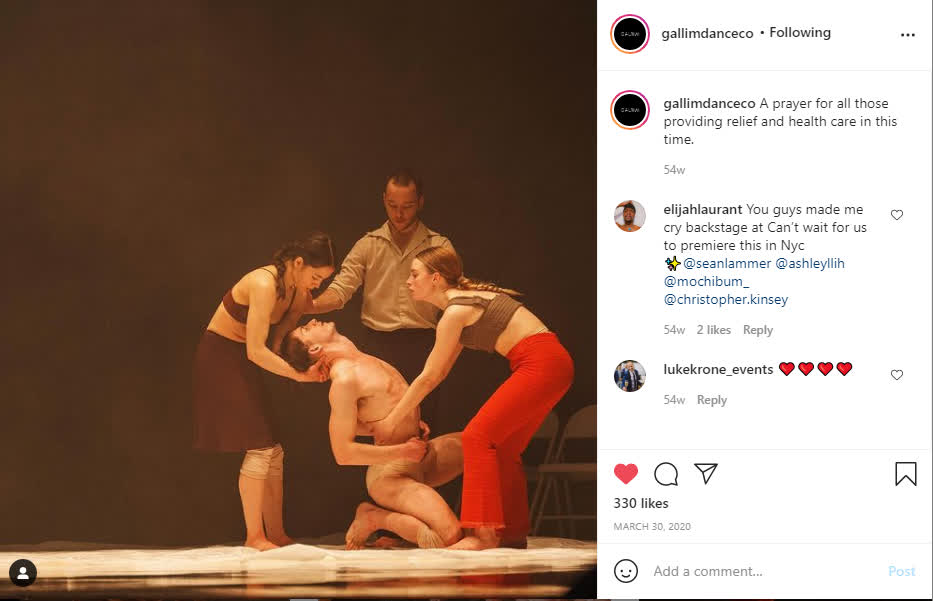 gallimdanceco • Following
gallimdanceco A prayer for all those
providing relief and health care in this
time.
54w
elijahlaurant You guys made me
cry backstage at Can’t wait for us
to premiere this in Nyc
✨@seanlammer @ashleyllih
@mochibum_
@christopher.kinsey
54w 2 likes Reply
lukekrone_events ❤️❤️❤️❤️
54w Reply
330 likes
MARCH 30, 2020
Add a comment... Post